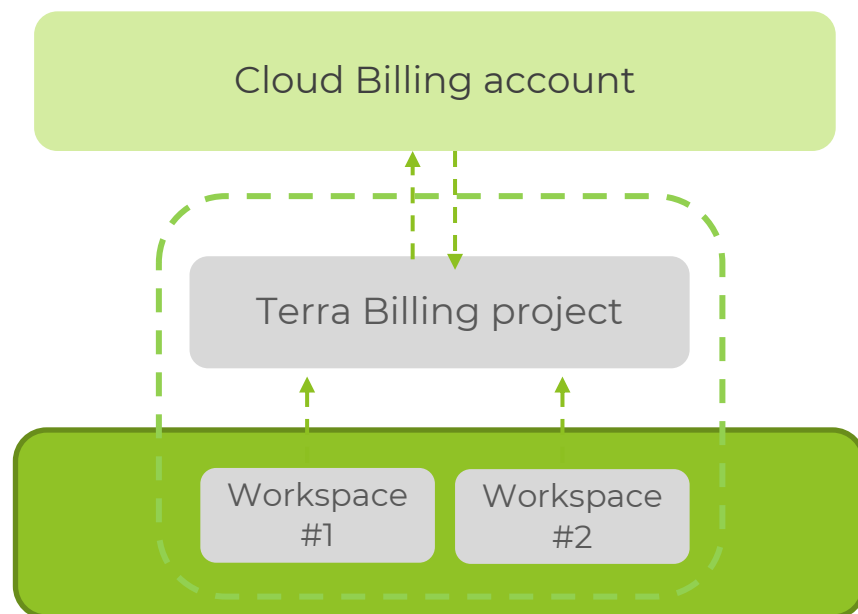 Cloud Billing account
Terra Billing project
Workspace
#1
Workspace
#2